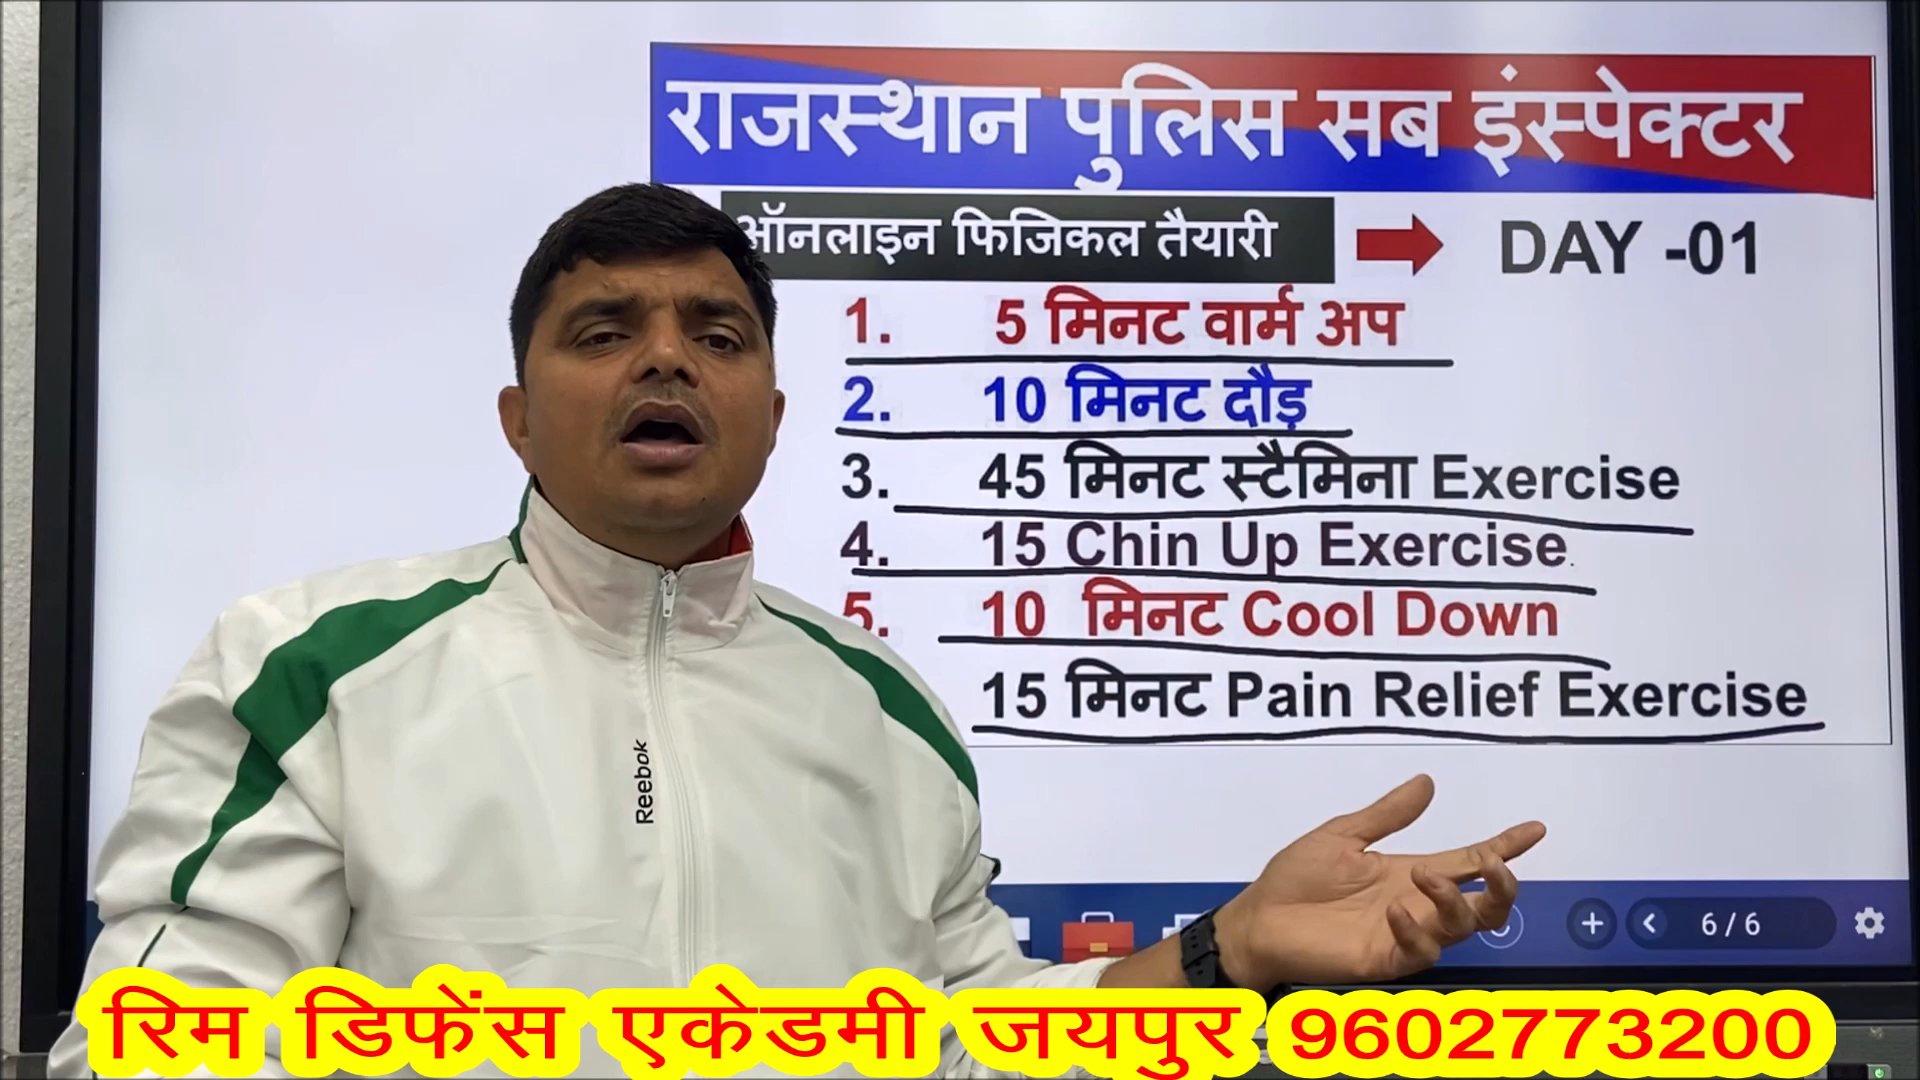 राजस्थान पुलिस सब इंस्पेक्टर
ऑनलाइन फिजिकल तैयारी DAY -01
1. 5 मिनट वार्म अप
2. 10 मिनट दौड़
3. 45 मिनट स्टैमिना Exercise
4. 15 Chin Up Exercise.
5. 10 मिनट Cool Down
15 मिनट Pain Relief Exercise
Reebok
6 / 6
रिम डिफेंस एकेडमी जयपुर 9602773200